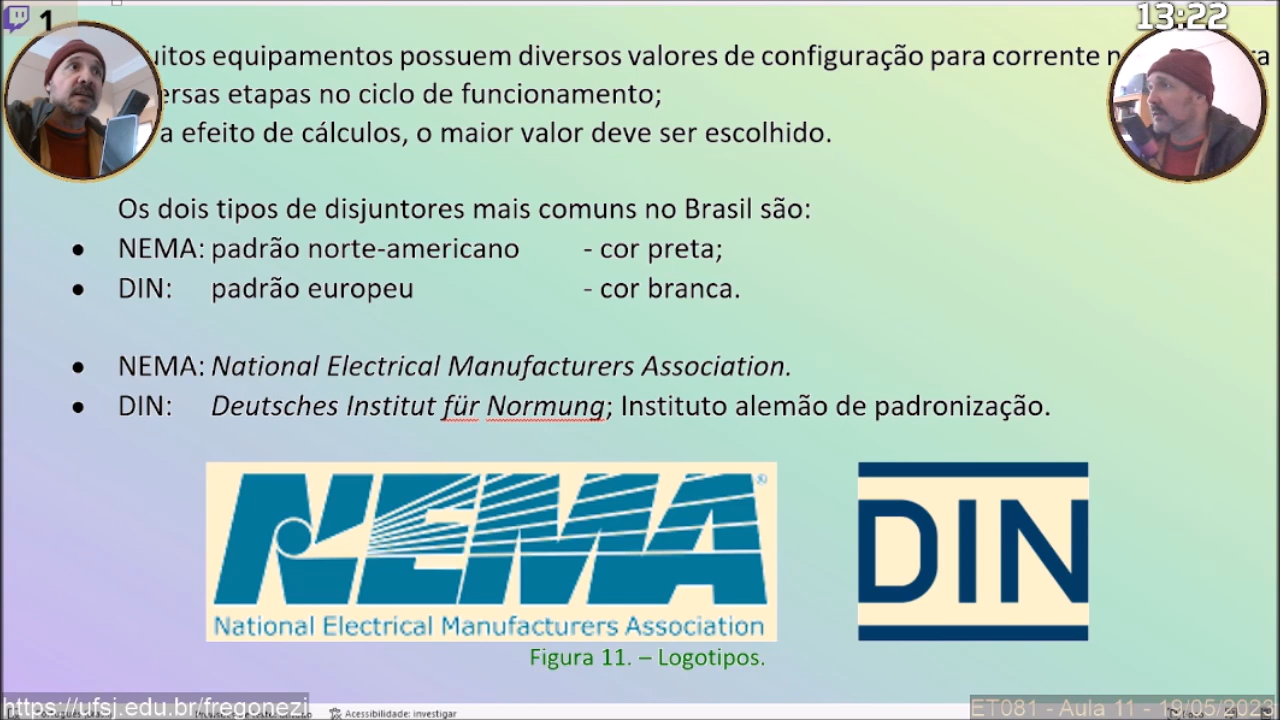 1
13:22
uitos equipamentos possuem diversos valores de configuração para corrente
ersas etapas no ciclo de funcionamento;
a efeito de cálculos, o maior valor deve ser escolhido.
Os dois tipos de disjuntores mais comuns no Brasil são:
• NEMA: padrão norte-americano - cor preta;
• DIN: padrão europeu - cor branca.
• NEMA: National Electrical Manufacturers Association.
• DIN: Deutsches Institut für Normung; Instituto alemão de padronização.
NEMA®
National Electrical Manufacturers Association
DIN
Figura 11. – Logotipos.
https://ufsj.edu.br/fregonezi
Acessibilidade: investigar
ET081 - Aula 11 - 19/05/2023